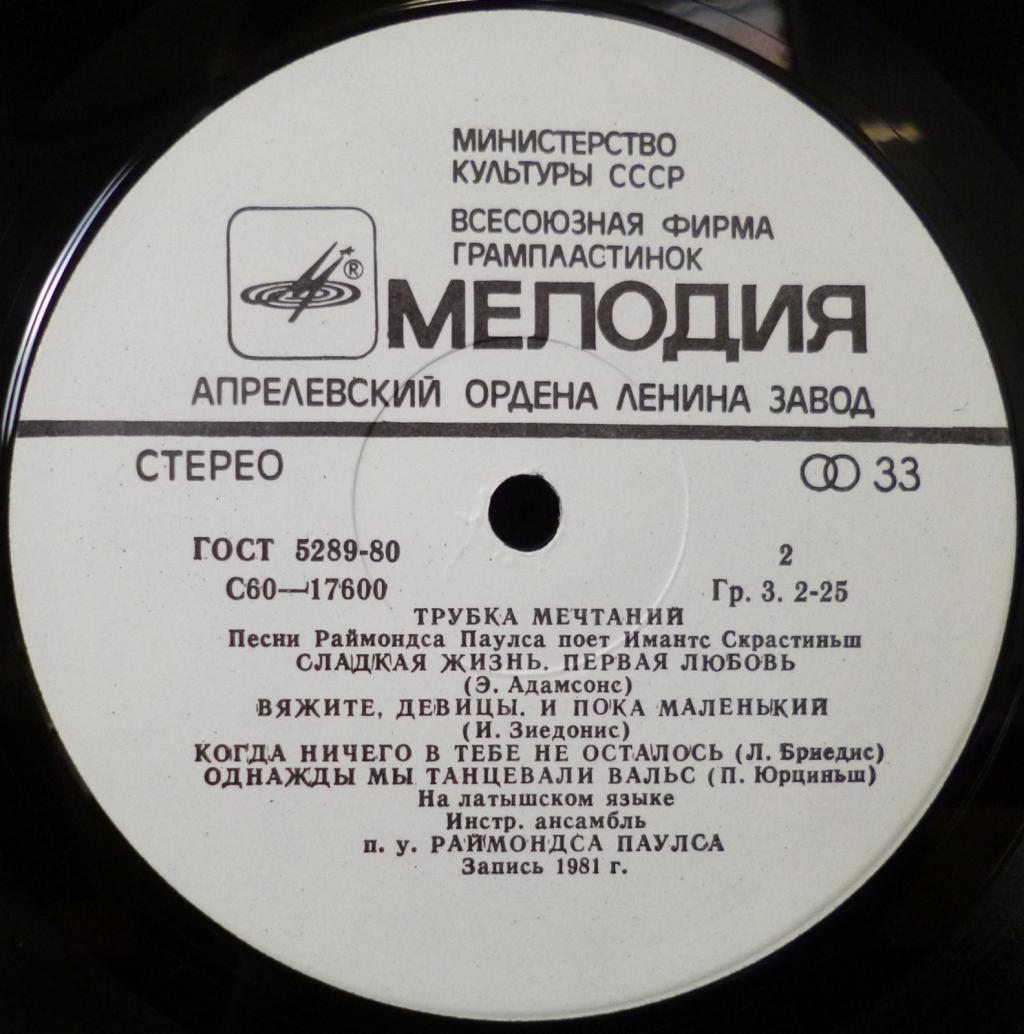 МИНИСТЕРСТВО
КУЛЬТУРЫ СССР
ВСЕСОЮЗНАЯ ФИРМА
ГРАМПЛАСТИНОК
®
МЕЛОДИЯ
АПРЕЛЕВСКИЙ ОРДЕНА ЛЕНИНА ЗАВОД
СТЕРЕО 33
ГОСТ 5289-80 2
С60—17600 Гр. 3. 2-25
ТРУБКА МЕЧТАНИЙ
Песни Раймондса Паулса поет Имантс Скрастиньш
СЛАДКАЯ ЖИЗНЬ. ПЕРВАЯ ЛЮБОВЬ
(Э. Адамсонс)
ВЯЖИТЕ, ДЕВИЦЫ. И ПОКА МАЛЕНЬКИЙ
(И. Зиедонис)
КОГДА НИЧЕГО В ТЕБЕ НЕ ОСТАЛОСЬ (Л. Бриедис)
ОДНАЖДЫ МЫ ТАНЦЕВАЛИ ВАЛЬС (П. Юрциньш)
На латышском языке
Инстр. ансамбль
п. у. РАЙМОНДСА ПАУЛСА
Запись 1981 г.